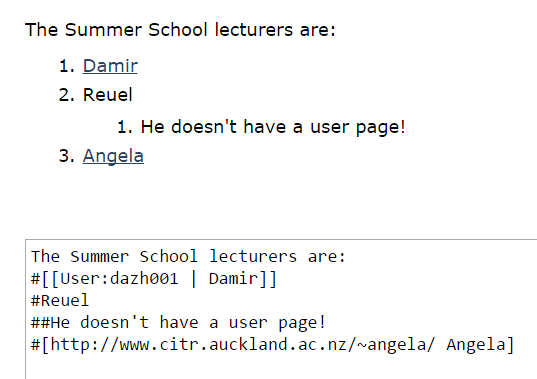 The Summer School lecturers are:
1. Damir
2. Reuel
1. He doesn't have a user page!
3. Angela
The Summer School lecturers are:
#[[User:dazh001 | Damir]]
#Reuel
##He doesn't have a user page!
#[http://www.citr.auckland.ac.nz/~angela/ Angela]